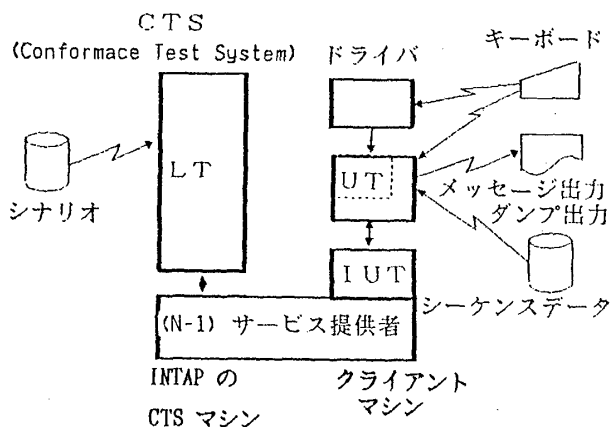 CTS
(Conformace Test System)
ドライバ
キーボード
LT
UT
シナリオ
メッセージ出力
ダンプ出力
IUT
シーケンスデータ
(N-1) サービス提供者
INTAP の
CTS マシン
クライアント
マシン